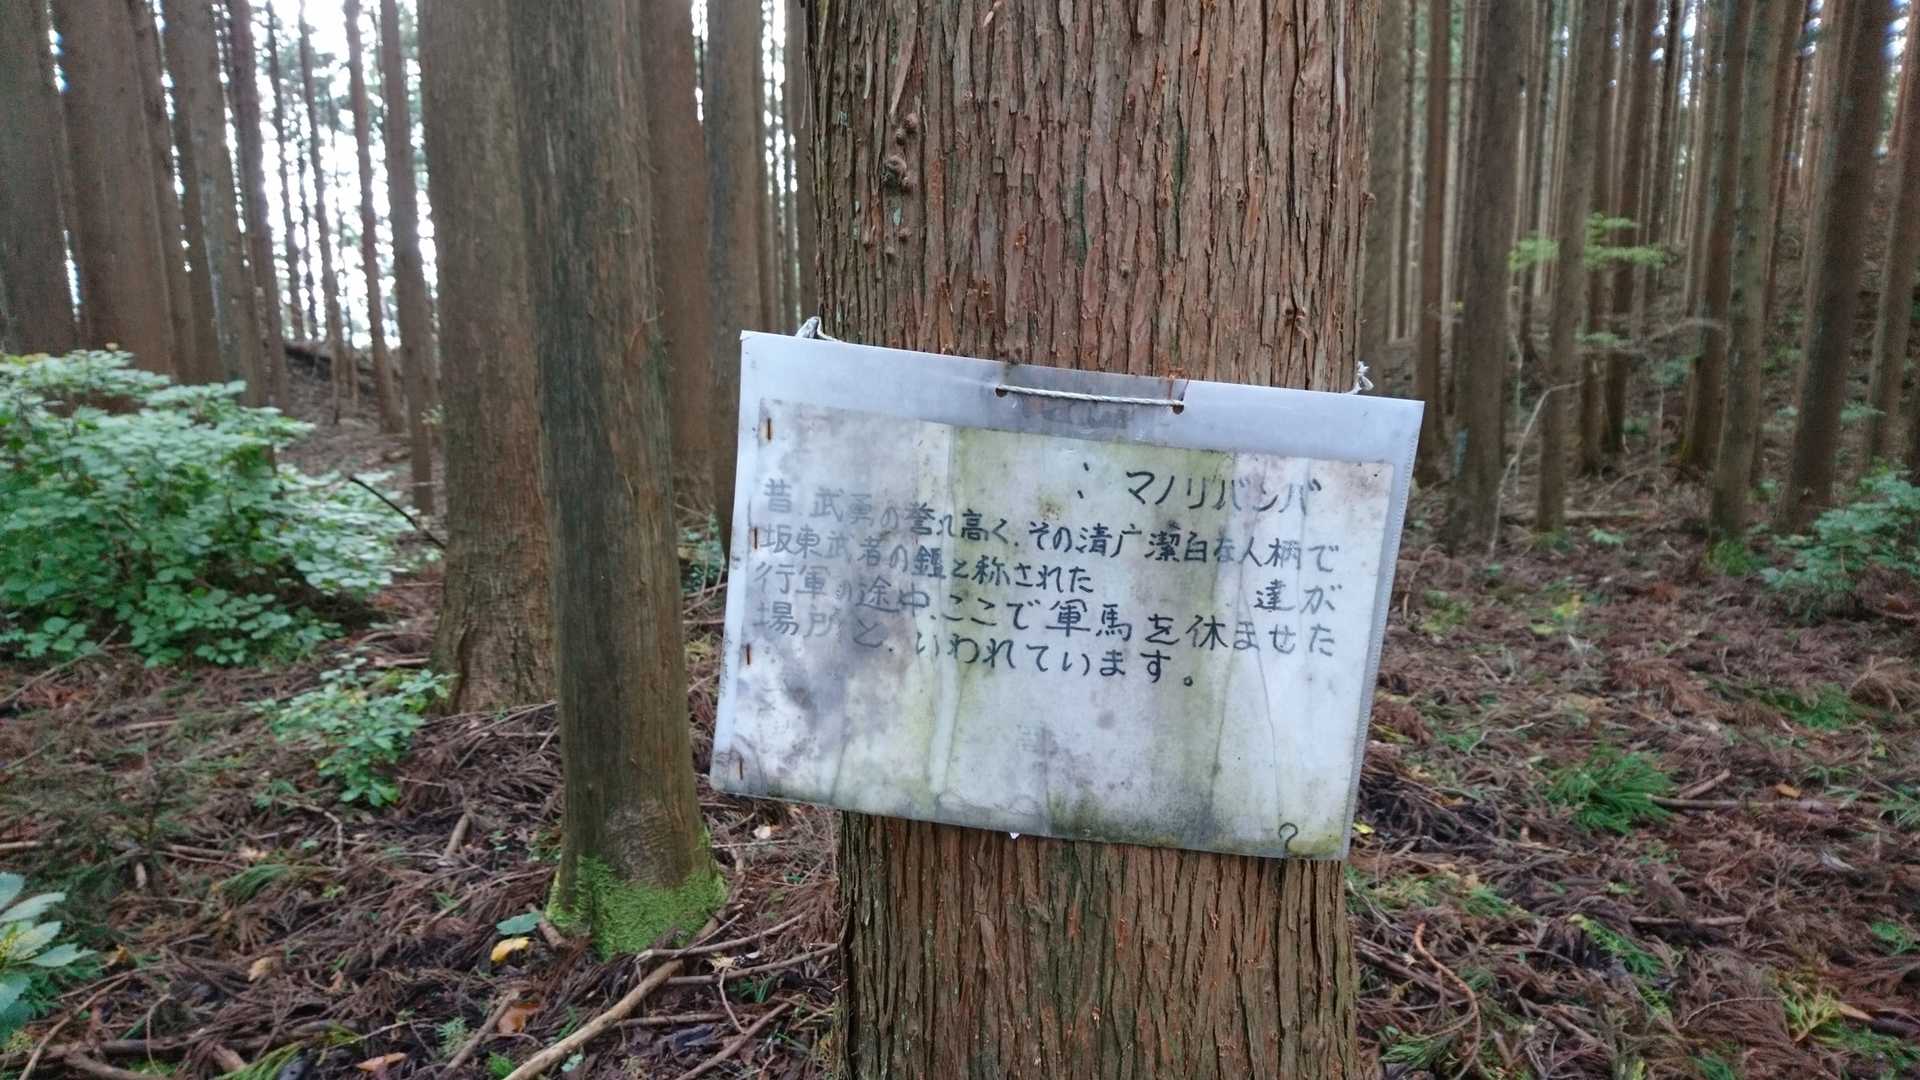 : マノリバンバ
昔、武勇の誉れ高く、その清广潔白な人柄で
坂東武者の鑑と称された 達が
行軍の途中、ここで軍馬を休ませた
場所と、いわれています。
?